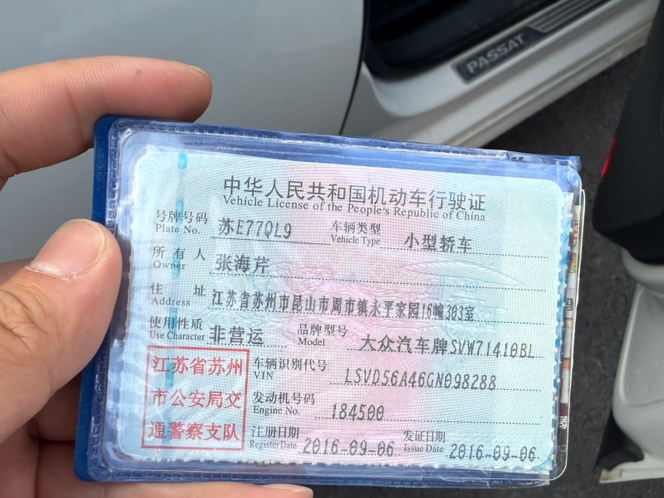 PASSAT
中华人民共和国机动车行驶证
Vehicle License of the People's Republic of China
号牌号码 苏E77QL9 车辆类型 小型轿车
Plate No. Vehicle Type
所有人 张海芹
Owner
住址 江苏省苏州市昆山市周市镇永平家园16幢303室
Address
使用性质 非营运 品牌型号 大众汽车牌SVW71410BL
Use Character Model
江苏省苏州
市公安局交
通警察支队
车辆识别代号 LSVD56A46GN098288
VIN
发动机号码 184500
Engine No.
注册日期 2016-09-06 发证日期 2016-09-06
Register Date Issue Date